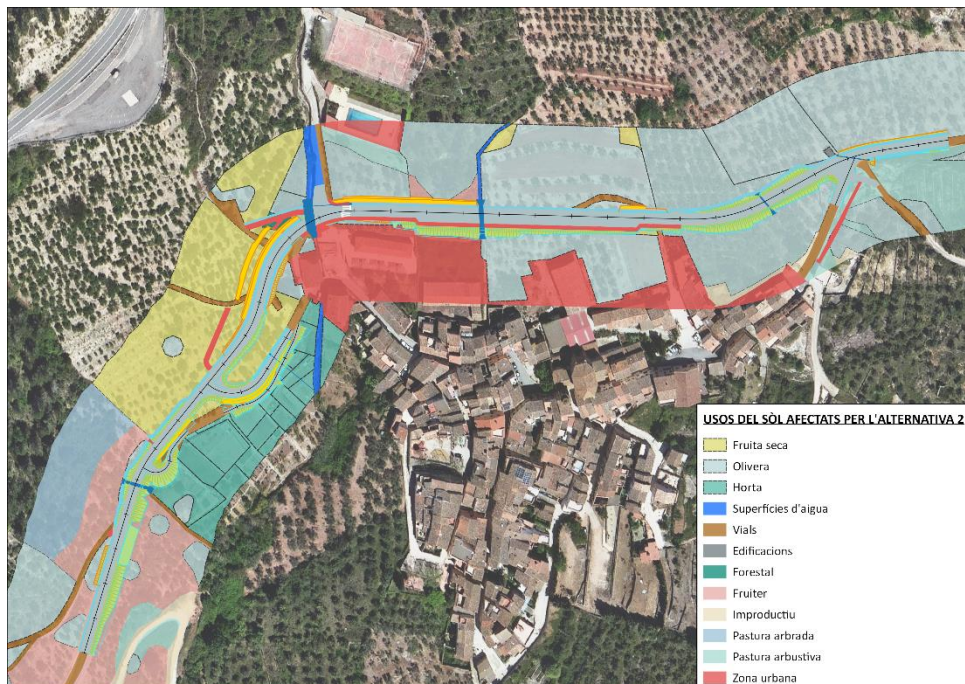 USOS DEL SÒL AFECTATS PER L'ALTERNATIVA 2
Fruita seca
Olivera
Horta
Superfícies d'aigua
Vials
Edificacions
Forestal
Fruiter
Improductiu
Pastura arbrada
Pastura arbustiva
Zona urbana